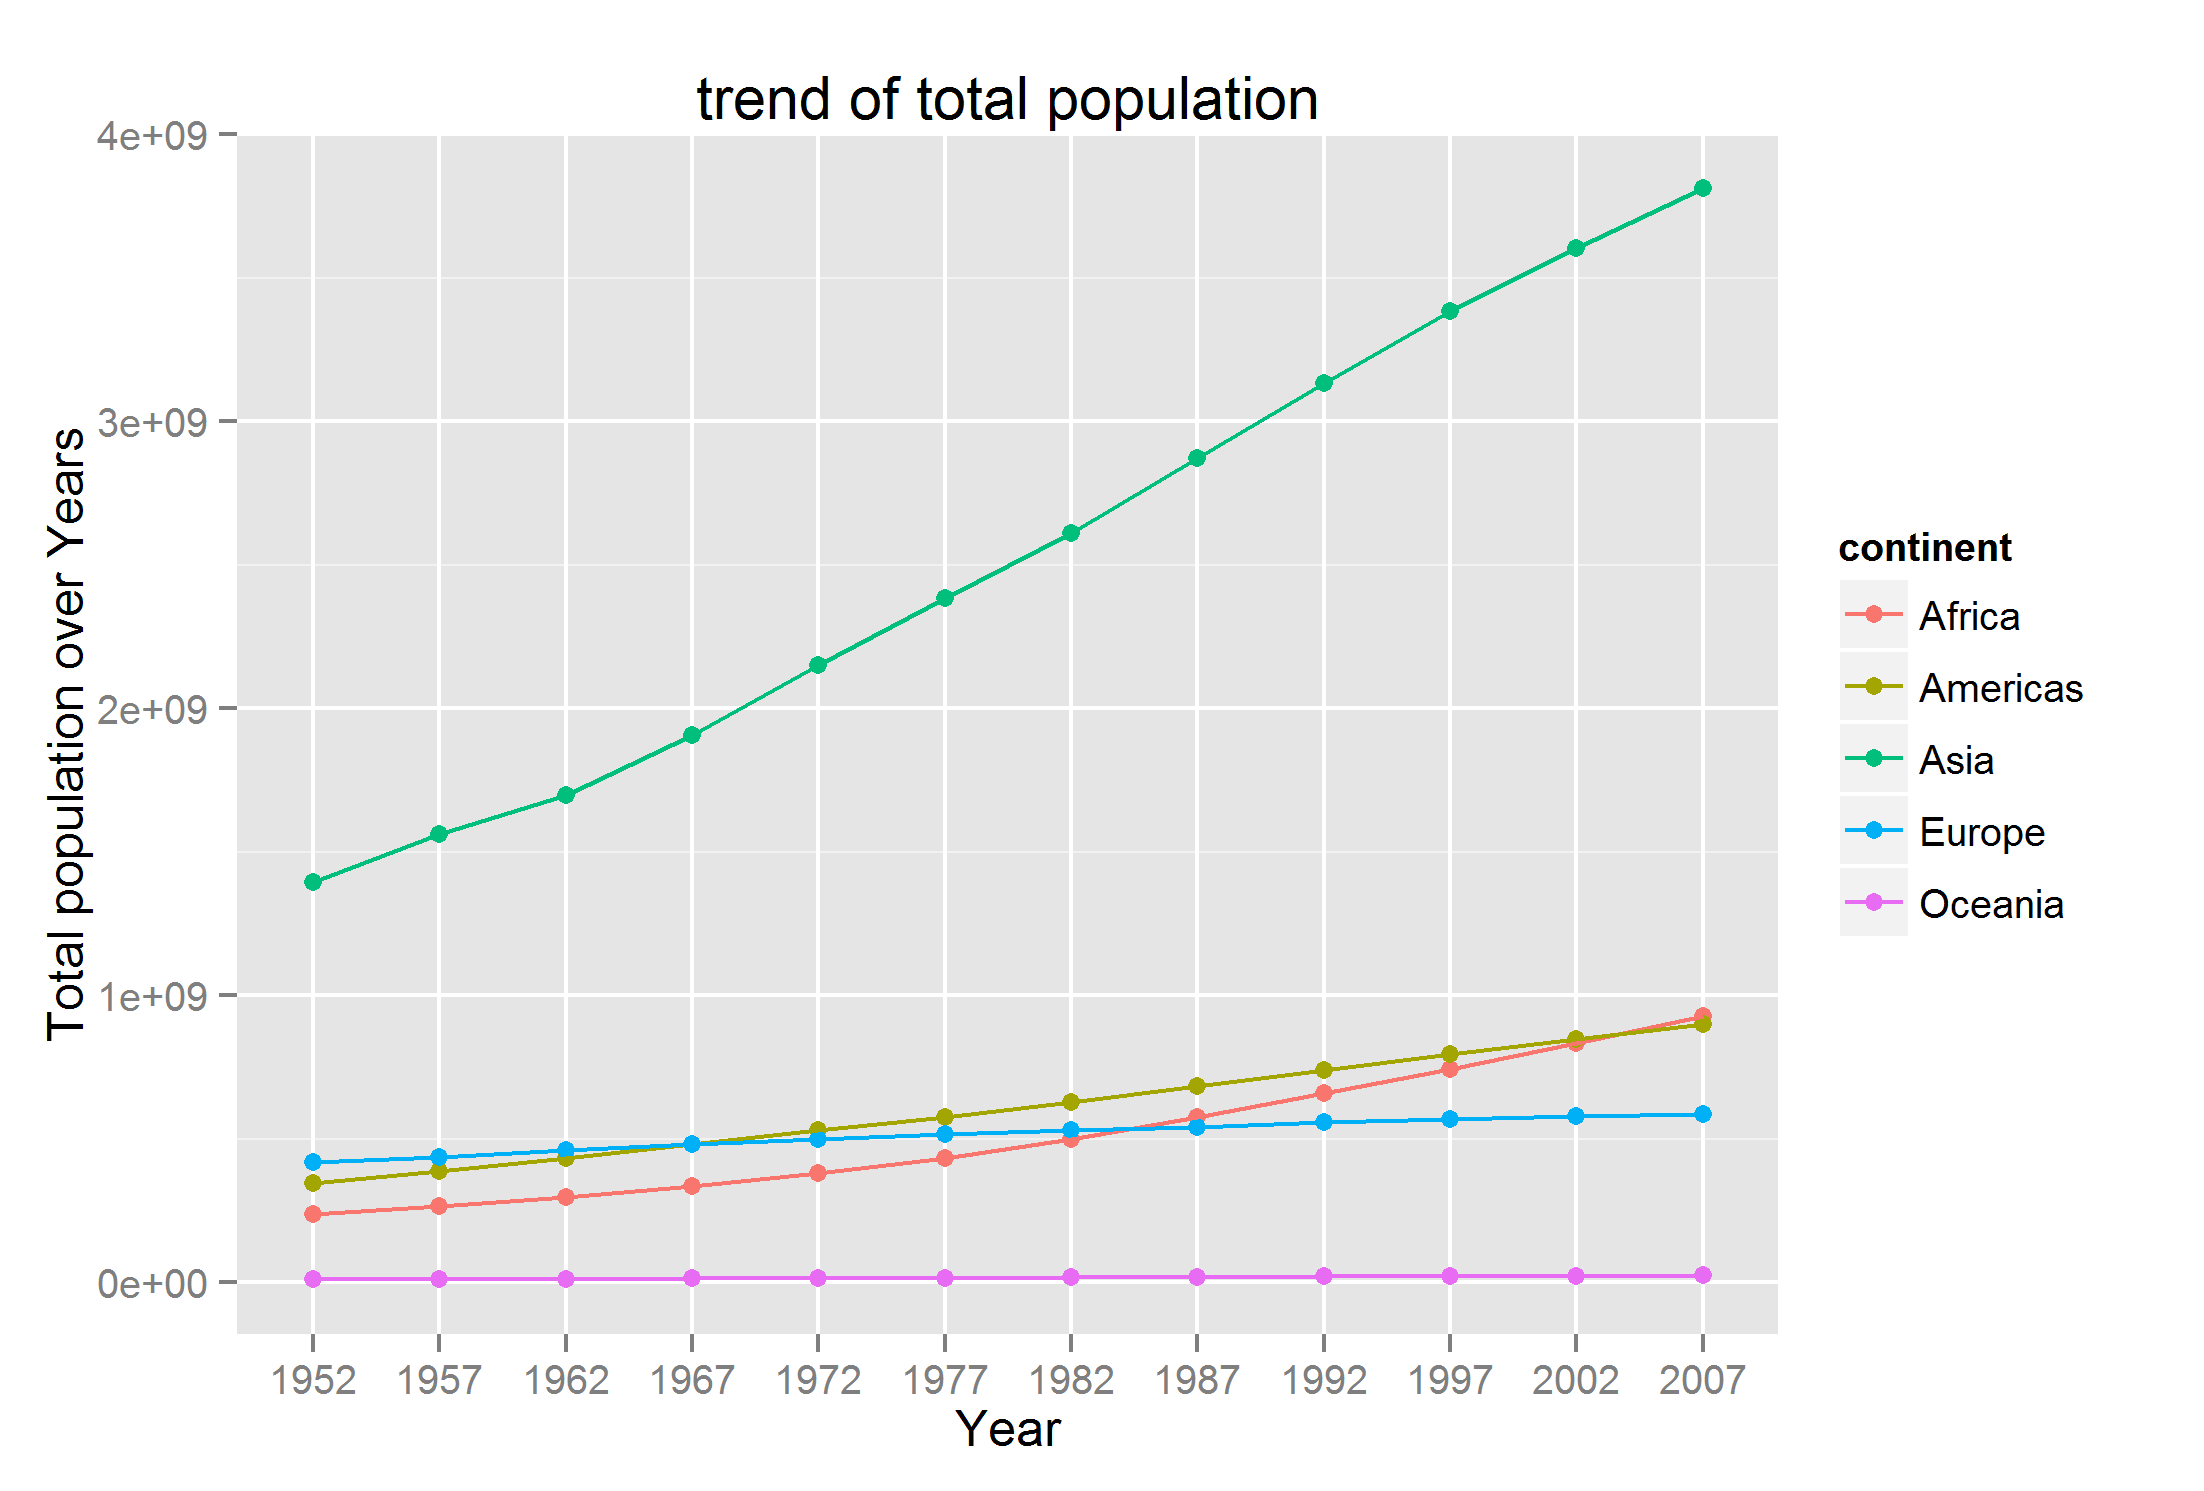 trend of total population
4e+09
3e+09
2e+09
1e+09
0e+00
Total population over Years
1952 1957 1962 1967 1972 1977 1982 1987 1992 1997 2002 2007
Year
continent
Africa
Americas
Asia
Europe
Oceania